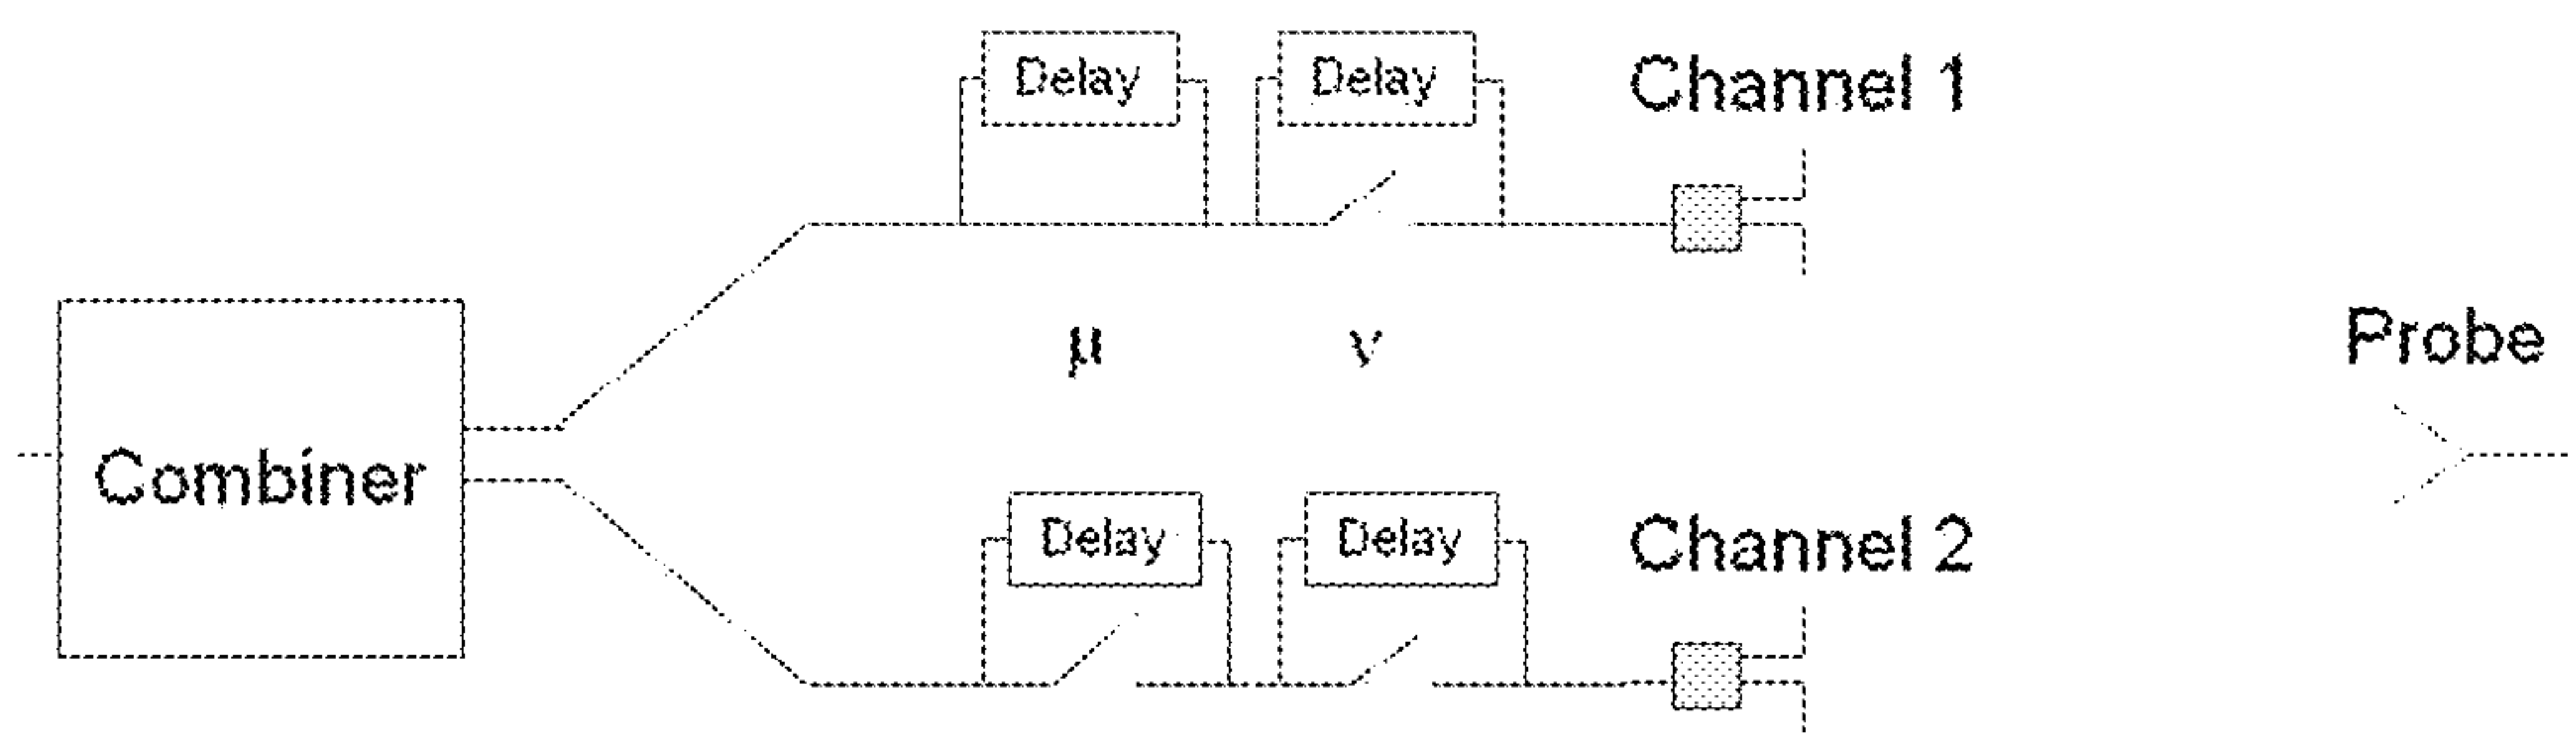 Delay
Delay
Channel 1
μ
ν
Probe
Combiner
Delay
Delay
Channel 2